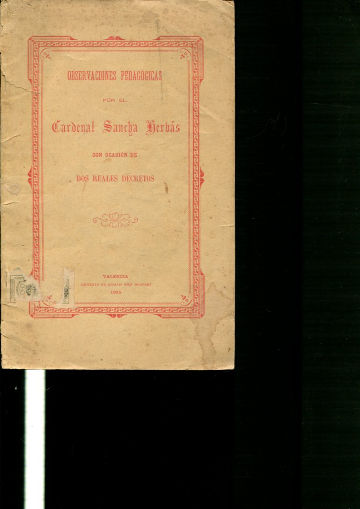 OBSERVACIONES PEDAGÓGICAS
POR EL
Cardenal Sancha Hervás
CON OCASIÓN DE
DOS REALES DECRETOS
VALENCIA